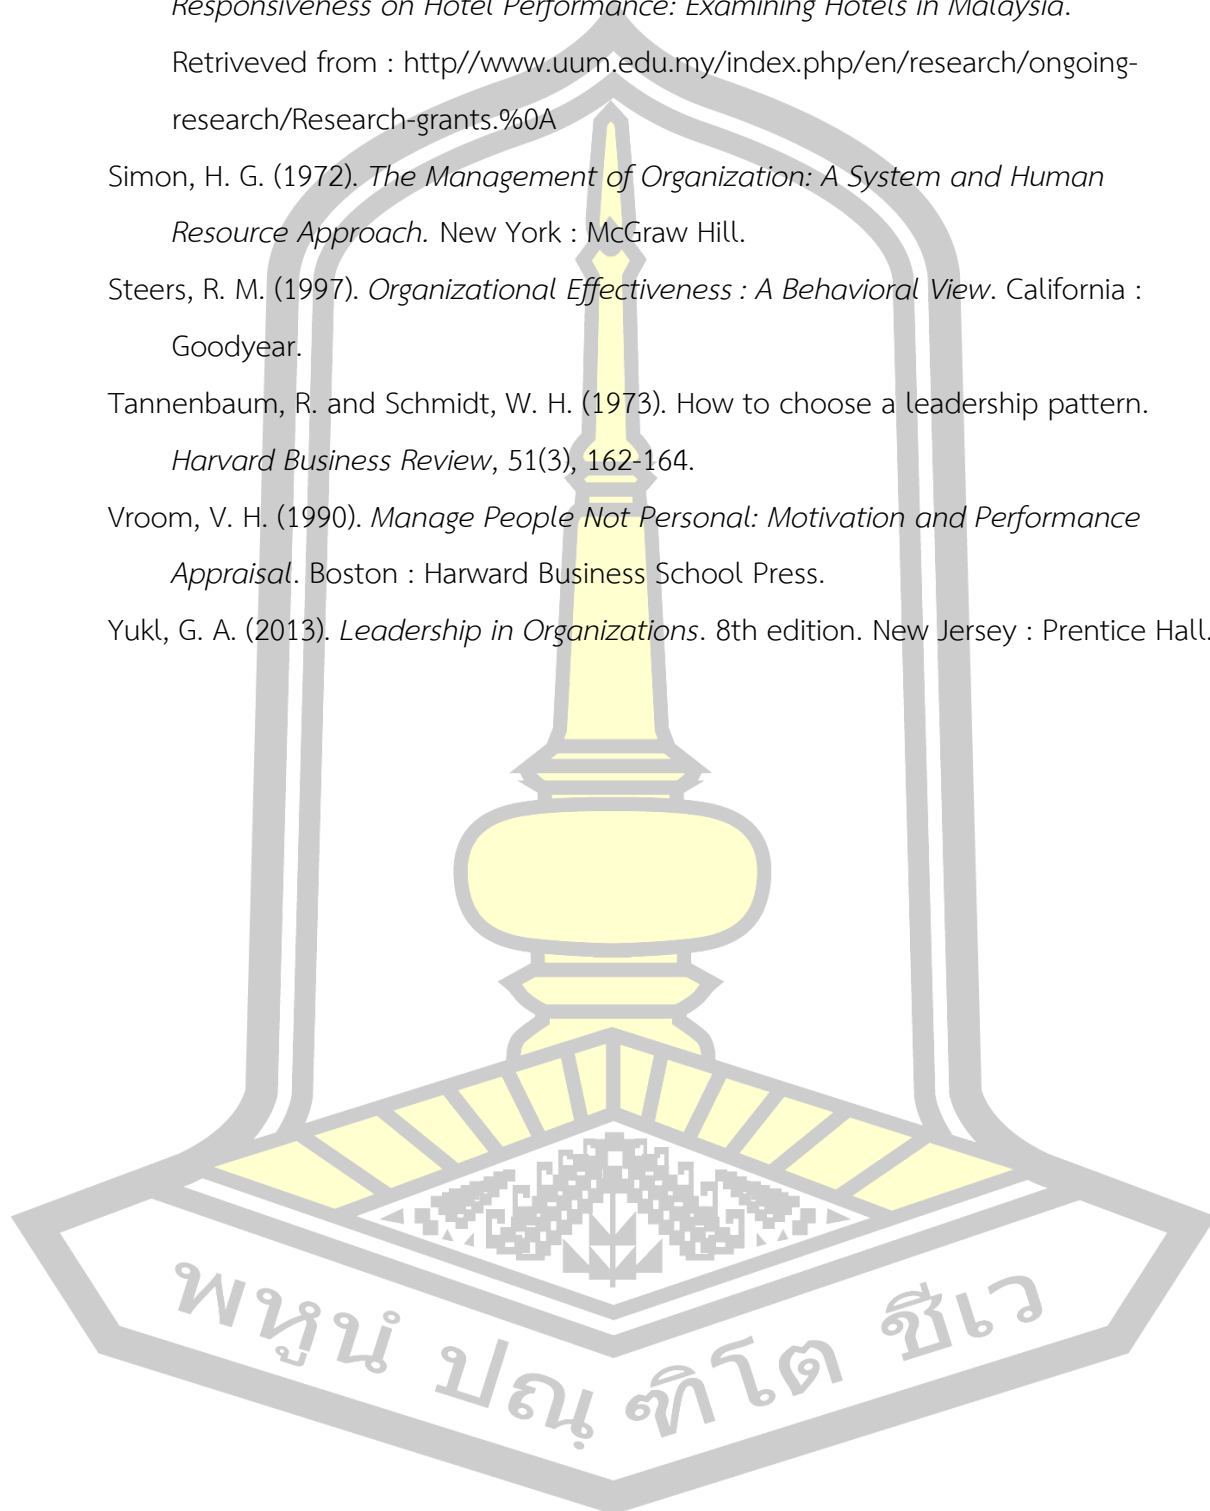 Responsiveness on Hotel Performance: Examining Hotels in Malaysia.
Retriveved from : http//www.uum.edu.my/index.php/en/research/ongoing-
research/Research-grants.%0A
Simon, H. G. (1972). The Management of Organization: A System and Human
Resource Approach. New York : McGraw Hill.
Steers, R. M. (1997). Organizational Effectiveness : A Behavioral View. California :
Goodyear.
Tannenbaum, R. and Schmidt, W. H. (1973). How to choose a leadership pattern.
Harvard Business Review, 51(3), 162-164.
Vroom, V. H. (1990). Manage People Not Personal: Motivation and Performance
Appraisal. Boston : Harward Business School Press.
Yukl, G. A. (2013). Leadership in Organizations. 8th edition. New Jersey : Prentice Hall.
พหูนํ ปณฺฑิโต ชีเว